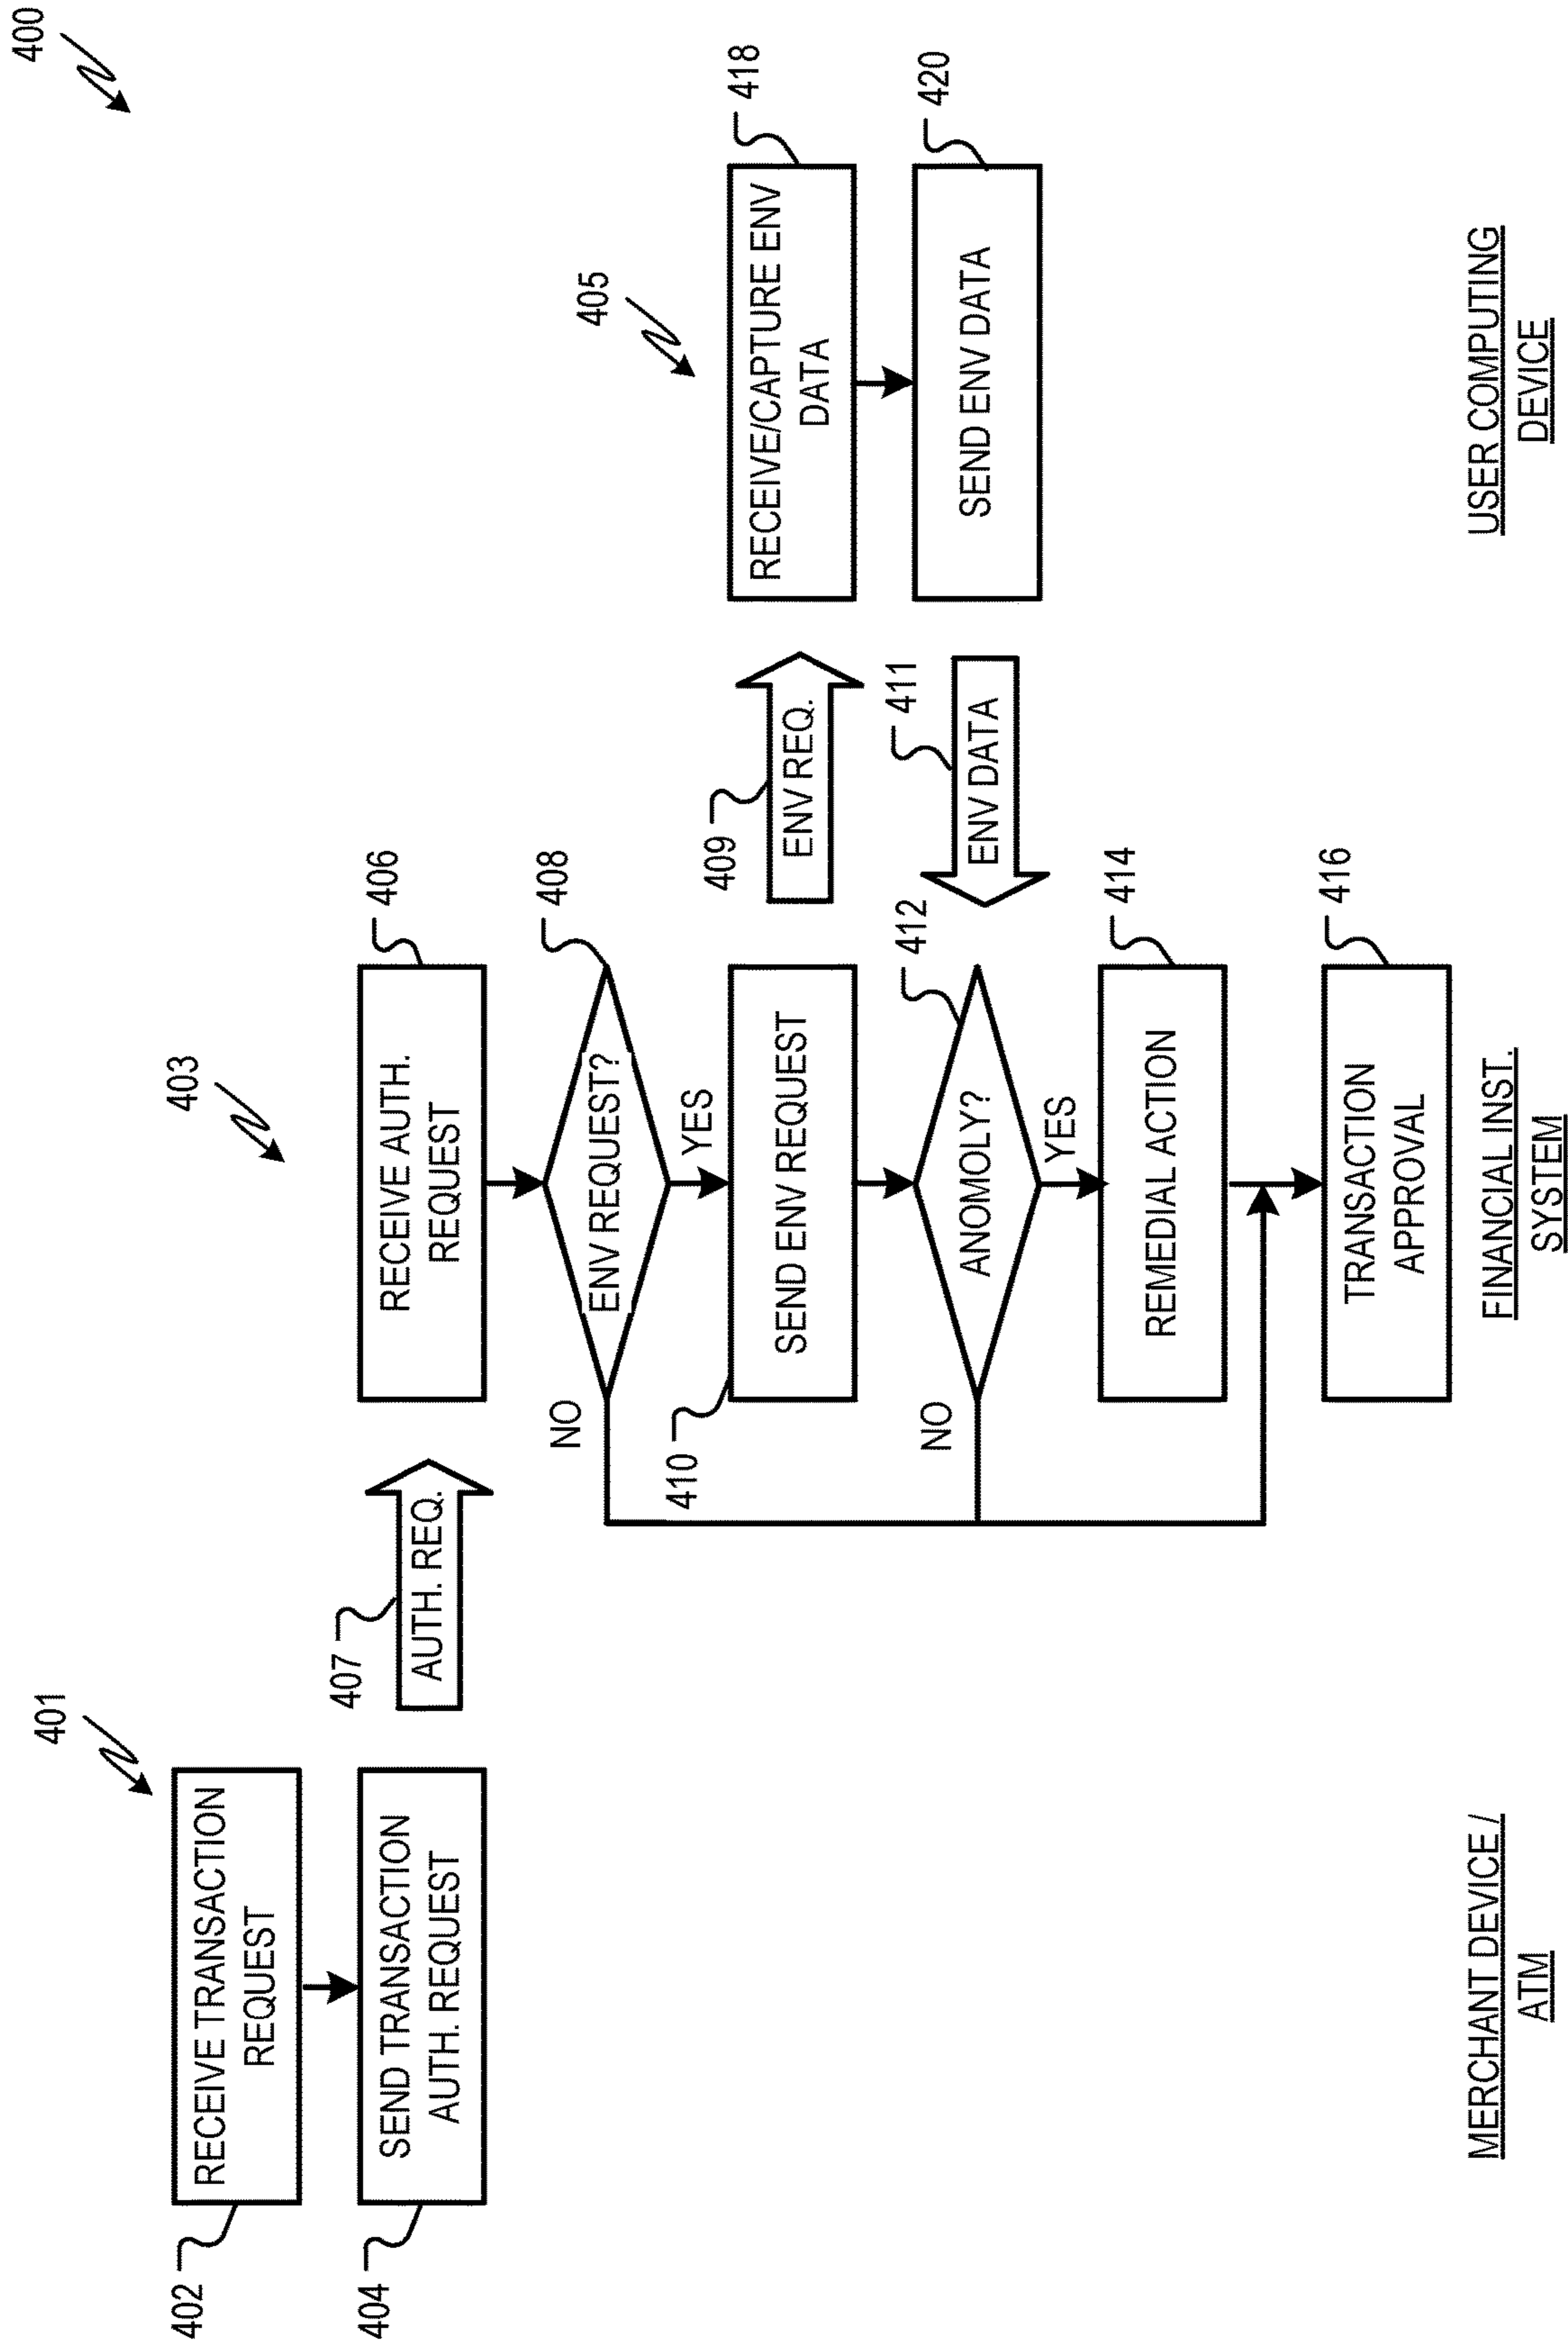 400
401
402
RECEIVE TRANSACTION
REQUEST
404
SEND TRANSACTION
AUTH. REQUEST
407
AUTH. REQ.
403
406
RECEIVE AUTH.
REQUEST
408
ENV REQUEST?
NO
YES
410
SEND ENV REQUEST
409
ENV REQ.
405
418
RECEIVE/CAPTURE ENV
DATA
420
SEND ENV DATA
411
ENV DATA
412
ANOMOLY?
NO
YES
414
REMEDIAL ACTION
416
TRANSACTION
APPROVAL
MERCHANT DEVICE /
ATM
FINANCIAL INST.
SYSTEM
USER COMPUTING
DEVICE